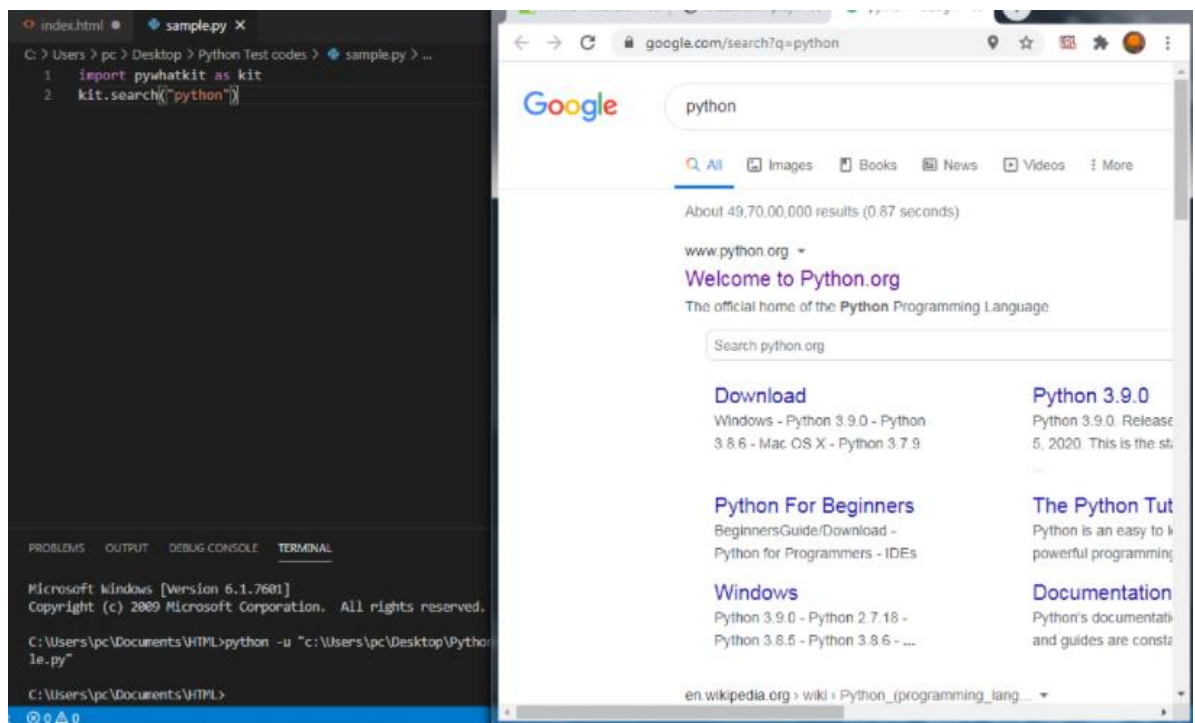 index.html
sample.py
C: > Users > pc > Desktop > Python Test codes > sample.py > ...
1 import pywhatkit as kit
2 kit.search("python")
PROBLEMS OUTPUT DEBUG CONSOLE TERMINAL
Microsoft Windows [Version 6.1.7601]
Copyright (c) 2009 Microsoft Corporation. All rights reserved.
C:\Users\pc\Documents\HTML>python -u "c:\Users\pc\Desktop\Python
le.py"
C:\Users\pc\Documents\HTML>
0 0
google.com/search?q=python
Google
python
All Images Books News Videos More
About 49,70,00,000 results (0.87 seconds)
www.python.org
Welcome to Python.org
The official home of the Python Programming Language
Search python.org
Download
Windows - Python 3.9.0 - Python
3.8.6 - Mac OS X - Python 3.7.9
Python 3.9.0
Python 3.9.0. Release
5, 2020. This is the sta
...
Python For Beginners
BeginnersGuide/Download -
Python for Programmers - IDEs
The Python Tut
Python is an easy to l
powerful programming
Windows
Python 3.9.0 - Python 2.7.18 -
Python 3.8.5 - Python 3.8.6 - ...
Documentation
Python's documentati
and guides are consta
en.wikipedia.org › wiki › Python_(programming_lang...